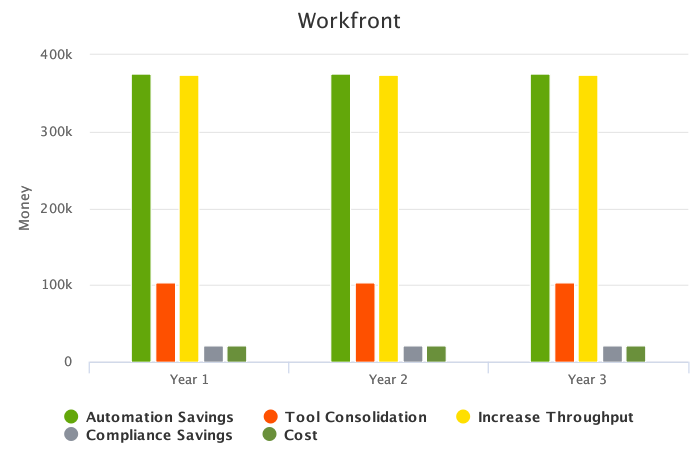 Workfront
400k
300k
200k
100k
0
Money
Year 1 Year 2 Year 3
Automation Savings Tool Consolidation Increase Throughput
Compliance Savings Cost